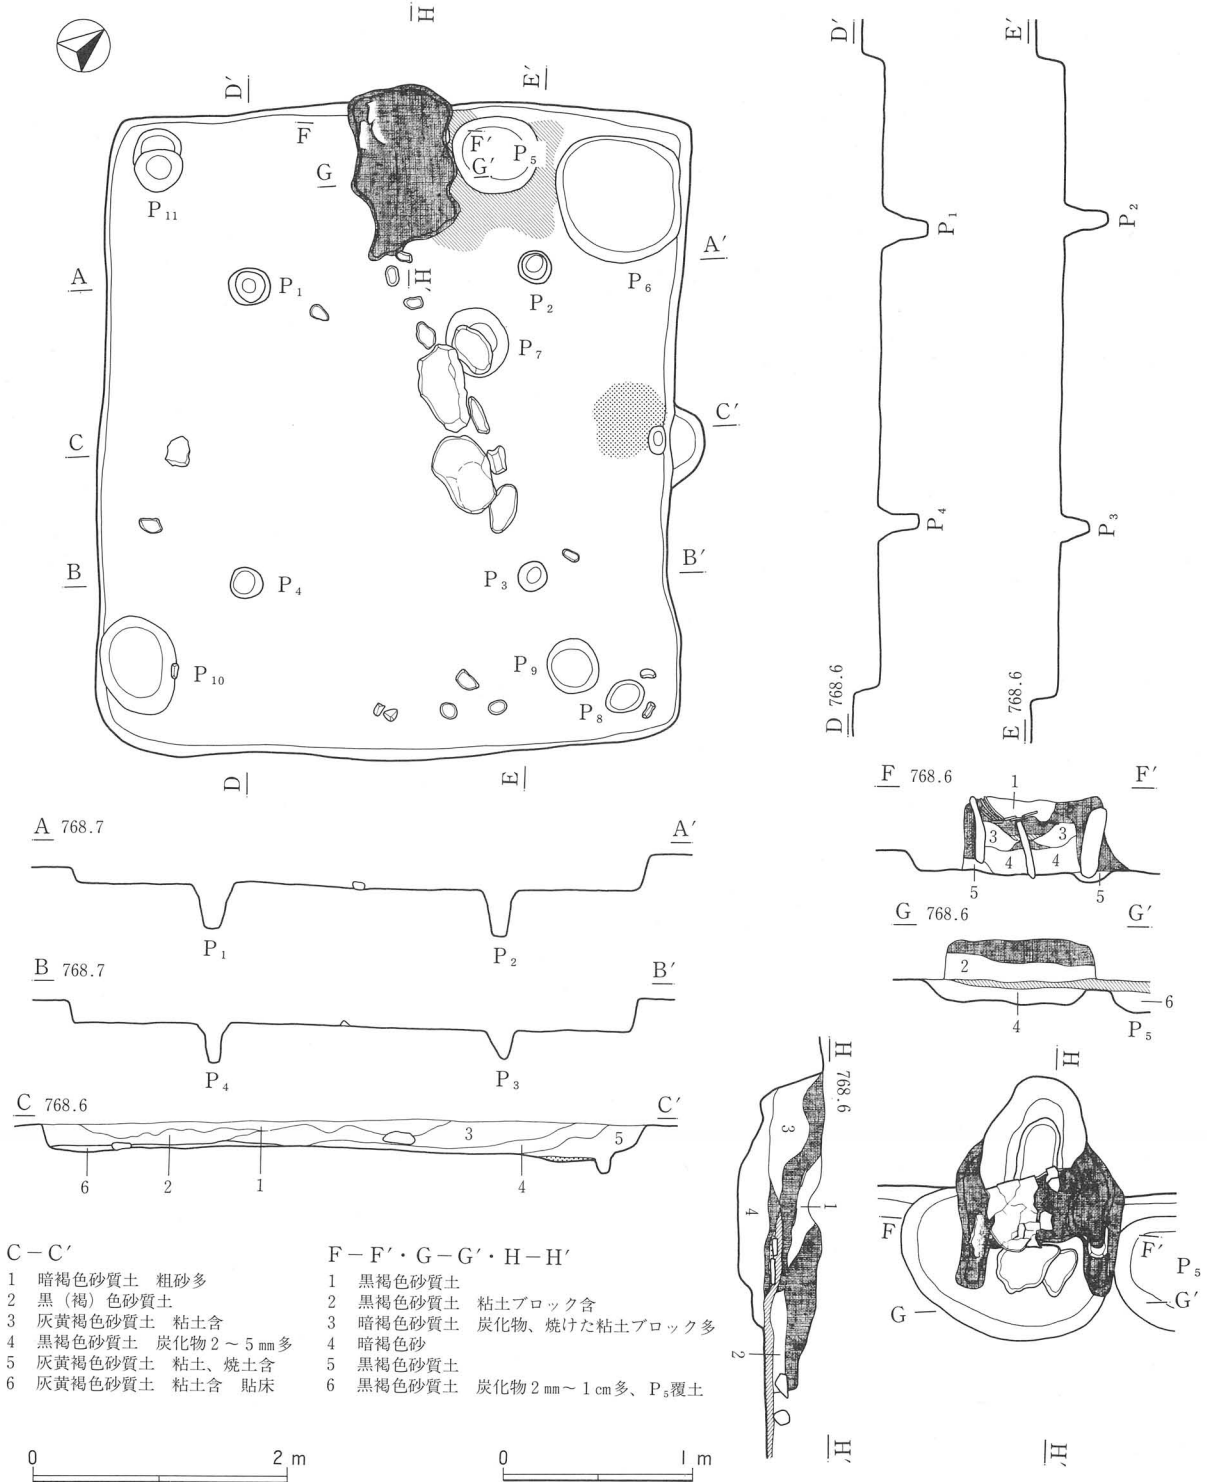 H
D′
E′
F
F′
P5
G
G′
P11
A
A′
P1
H′
P2
P6
P7
C
C′
B
B′
P4
P3
P10
P9
P8
D
E
D′
E′
P1
P2
P4
P3
D 768.6
E 768.6
A 768.7
A′
P1
P2
B 768.7
B′
P4
P3
C 768.6
C′
3
5
6
2
1
4
F 768.6
1
F′
3
3
4
4
5
5
G 768.6
G′
2
6
4
P5
H 768.6
3
4
1
2
H′
H
F
F′
P5
G
G′
H′
C－C′
1 暗褐色砂質土 粗砂多
2 黒（褐）色砂質土
3 灰黄褐色砂質土 粘土含
4 黒褐色砂質土 炭化物2～5㎜多
5 灰黄褐色砂質土 粘土、焼土含
6 灰黄褐色砂質土 粘土含 貼床
F－F′・G－G′・H－H′
1 黒褐色砂質土
2 黒褐色砂質土 粘土ブロック含
3 暗褐色砂質土 炭化物、焼けた粘土ブロック多
4 暗褐色砂
5 黒褐色砂質土
6 黒褐色砂質土 炭化物2㎜～1㎝多、P5覆土
0 2 m
0 1 m